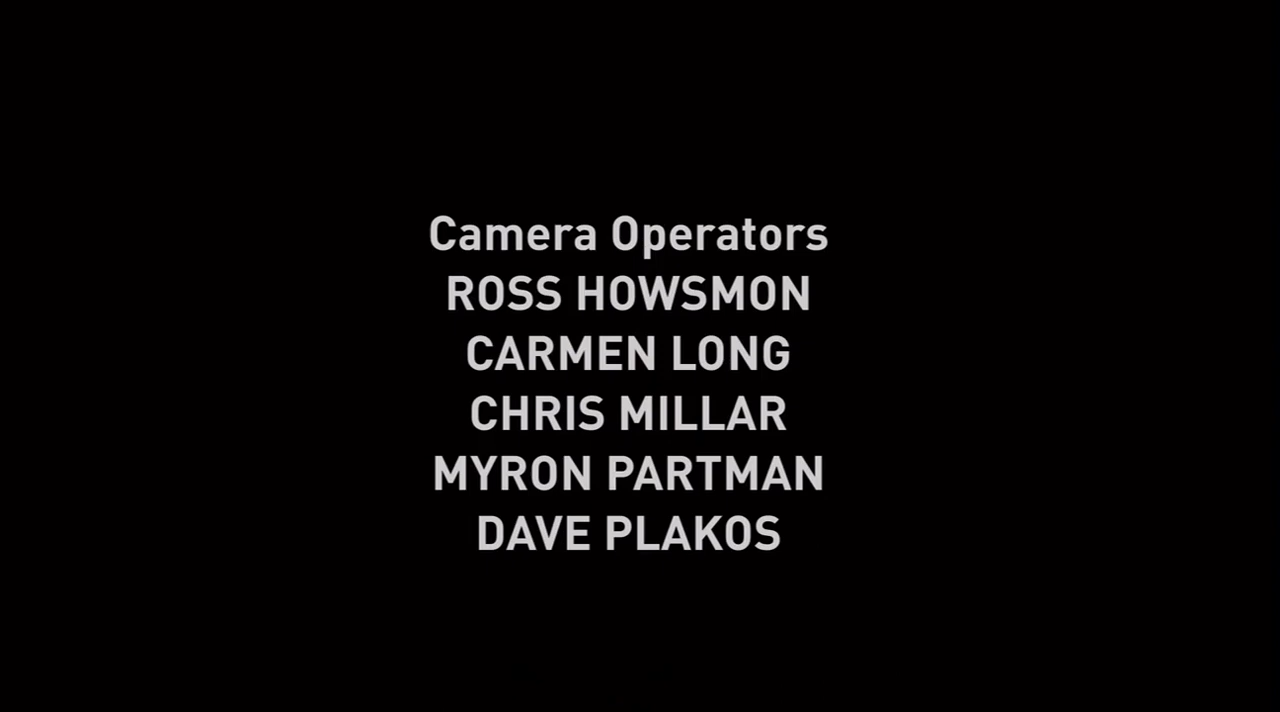 Camera Operators
ROSS HOWSMON
CARMEN LONG
CHRIS MILLAR
MYRON PARTMAN
DAVE PLAKOS